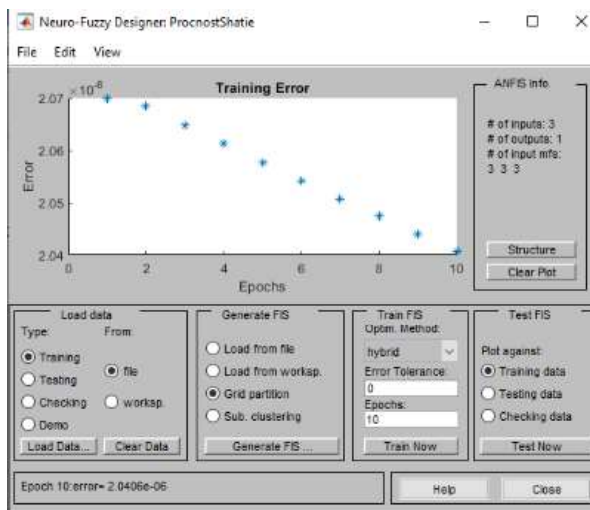 Neuro-Fuzzy Designer: ProcnostShatie
File Edit View
Training Error
×10⁻⁶
2.07
2.06
2.05
2.04
Error
0 2 4 6 8 10
Epochs
ANFIS Info
# of inputs: 3
# of outputs: 1
# of input mfs:
3 3 3
Structure
Clear Plot
Load data
Type: From:
Training
Testing
Checking
Demo
file
worksp.
Load Data... Clear Data
Generate FIS
Load from file
Load from worksp.
Grid partition
Sub. clustering
Generate FIS ...
Train FIS
Optim. Method:
hybrid
Error Tolerance:
0
Epochs:
10
Train Now
Test FIS
Plot against:
Training data
Testing data
Checking data
Test Now
Epoch 10:error= 2.0406e-06
Help Close